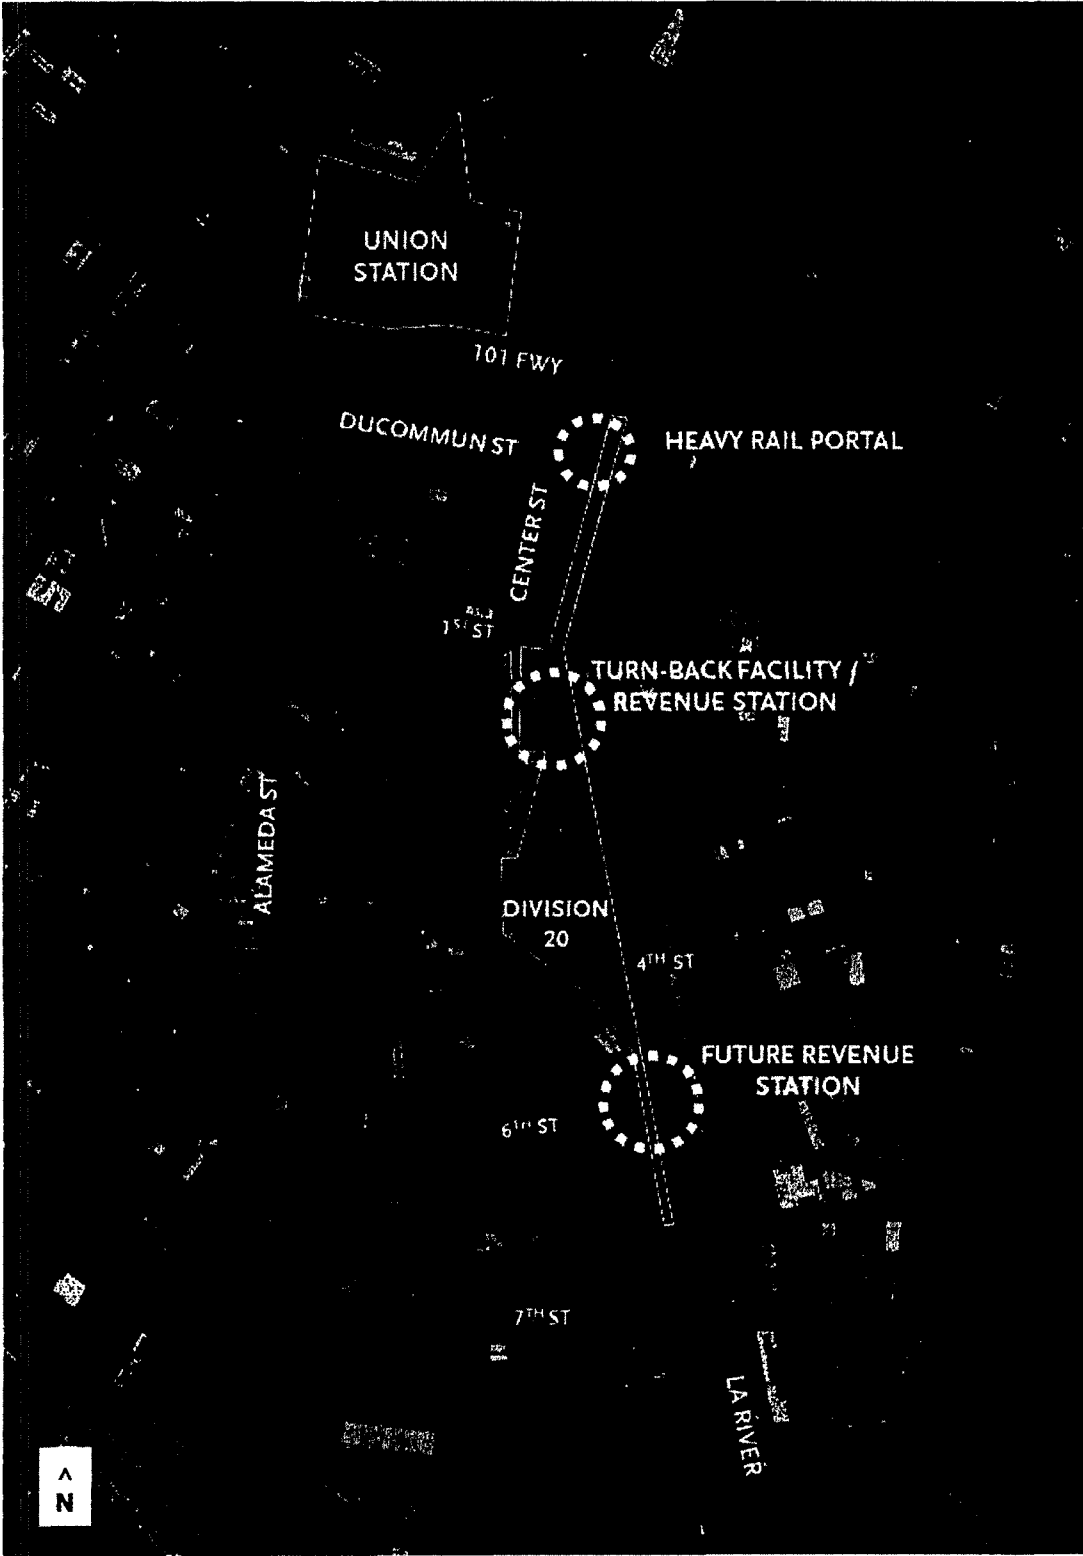 UNION
STATION
101 FWY
DUCOMMUN ST
HEAVY RAIL PORTAL
CENTER ST
1ST ST
TURN-BACK FACILITY /
REVENUE STATION
ALAMEDA ST
DIVISION
20
4TH ST
FUTURE REVENUE
STATION
6TH ST
7TH ST
LA RIVER
^
N